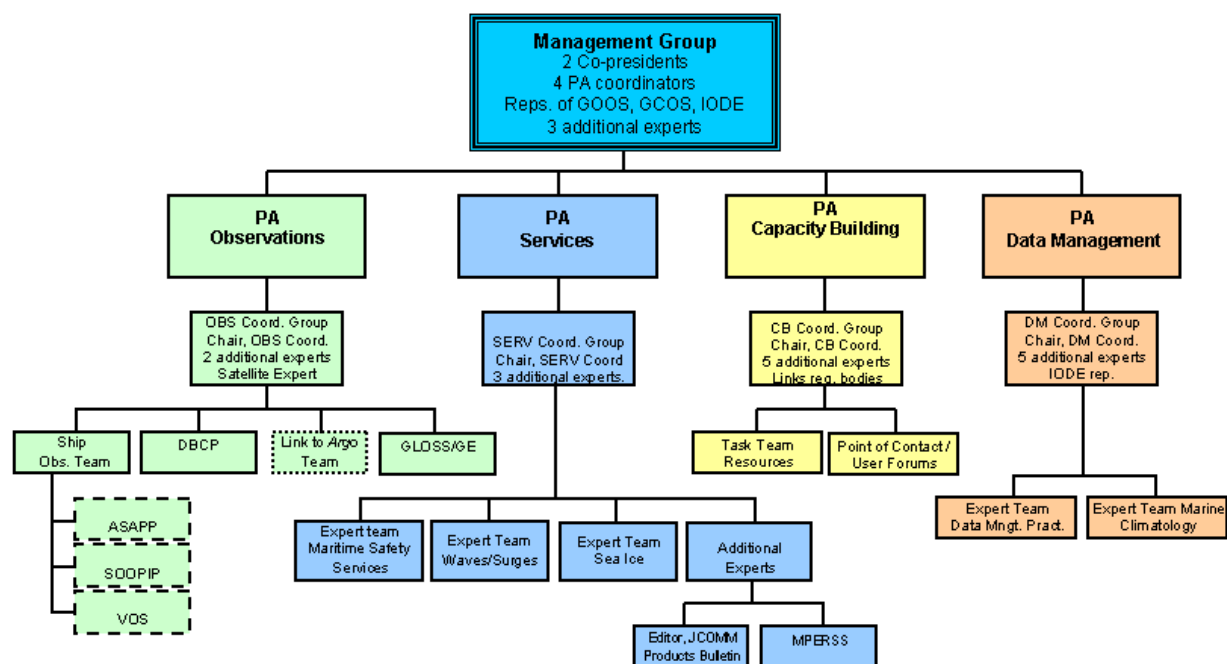 Management Group
2 Co-presidents
4 PA coordinators
Reps. of GOOS, GCOS, IODE
3 additional experts
PA
Observations
PA
Services
PA
Capacity Building
PA
Data Management
OBS Coord. Group
Chair, OBS Coord.
2 additional experts
Satellite Expert
SERV Coord. Group
Chair, SERV Coord
3 additional experts.
CB Coord. Group
Chair, CB Coord.
5 additional experts
Links reg. bodies
DM Coord. Group
Chair, DM Coord.
5 additional experts
IODE rep.
Ship
Obs. Team
DBCP
Link to Argo
Team
GLOSS/GE
Task Team
Resources
Point of Contact /
User Forums
ASAPP
SOOPIP
VOS
Expert team
Maritime Safety
Services
Expert Team
Waves/Surges
Expert Team
Sea Ice
Additional
Experts
Expert Team
Data Mngt. Pract.
Expert Team Marine
Climatology
Editor, JCOMM
Products Bulletin
MPERSS